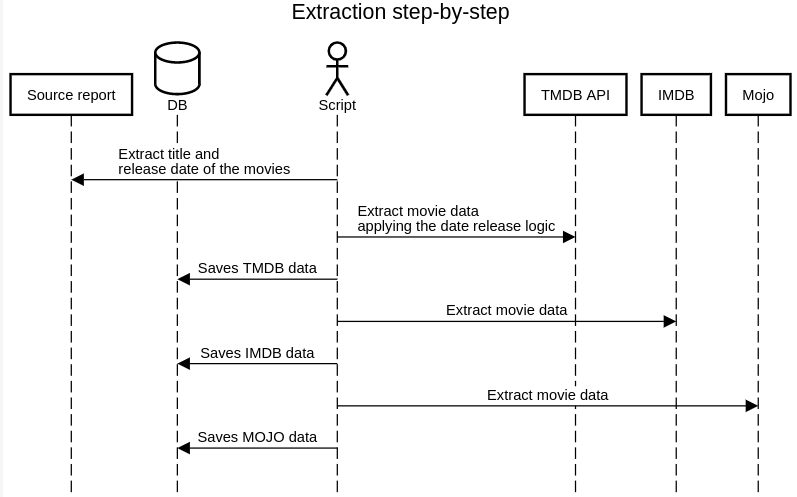 Extraction step-by-step
Source report
DB
Script
TMDB API
IMDB
Mojo
Extract title and
release date of the movies
Extract movie data
applying the date release logic
Saves TMDB data
Extract movie data
Saves IMDB data
Extract movie data
Saves MOJO data